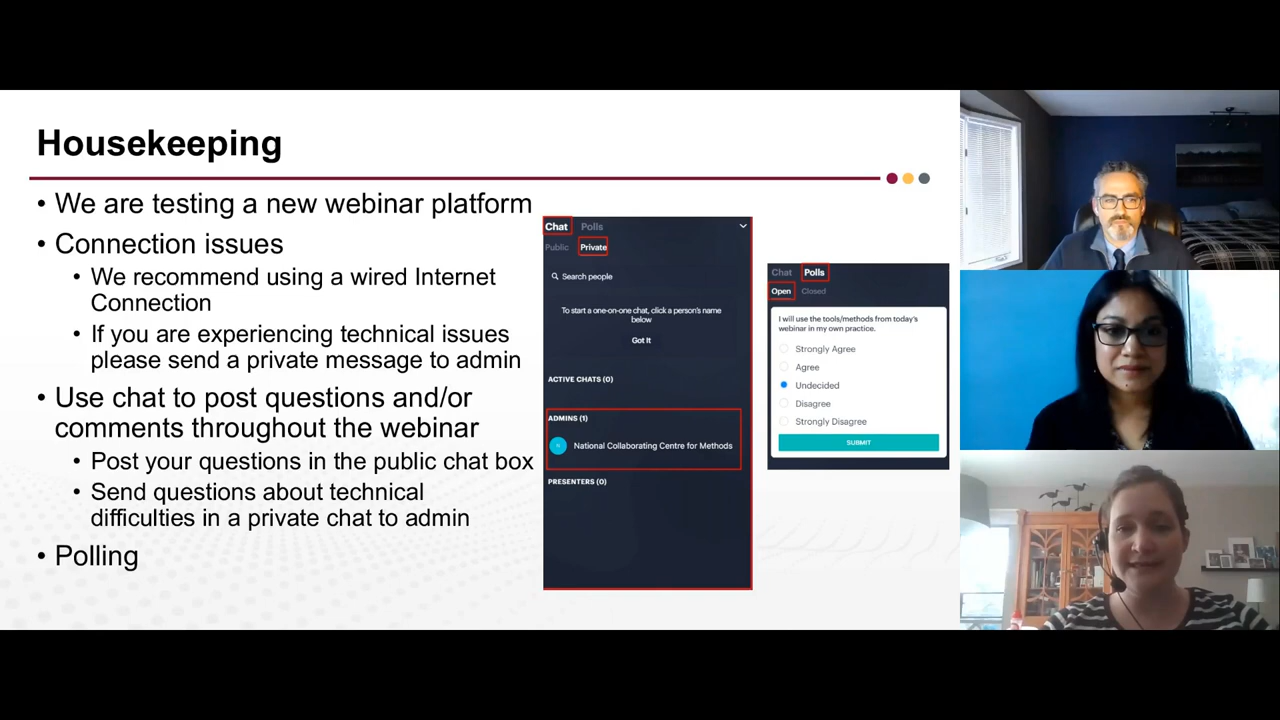 Housekeeping
• We are testing a new webinar platform
• Connection issues
• We recommend using a wired Internet
Connection
• If you are experiencing technical issues
please send a private message to admin
• Use chat to post questions and/or
comments throughout the webinar
• Post your questions in the public chat box
• Send questions about technical
difficulties in a private chat to admin
• Polling
Chat Polls
Public Private
Search people
To start a one-on-one chat, click a person's name
below
Got It
ACTIVE CHATS (0)
ADMINS (1)
N National Collaborating Centre for Methods
PRESENTERS (0)
Chat Polls
Open Closed
I will use the tools/methods from today's
webinar in my own practice.
Strongly Agree
Agree
Undecided
Disagree
Strongly Disagree
SUBMIT